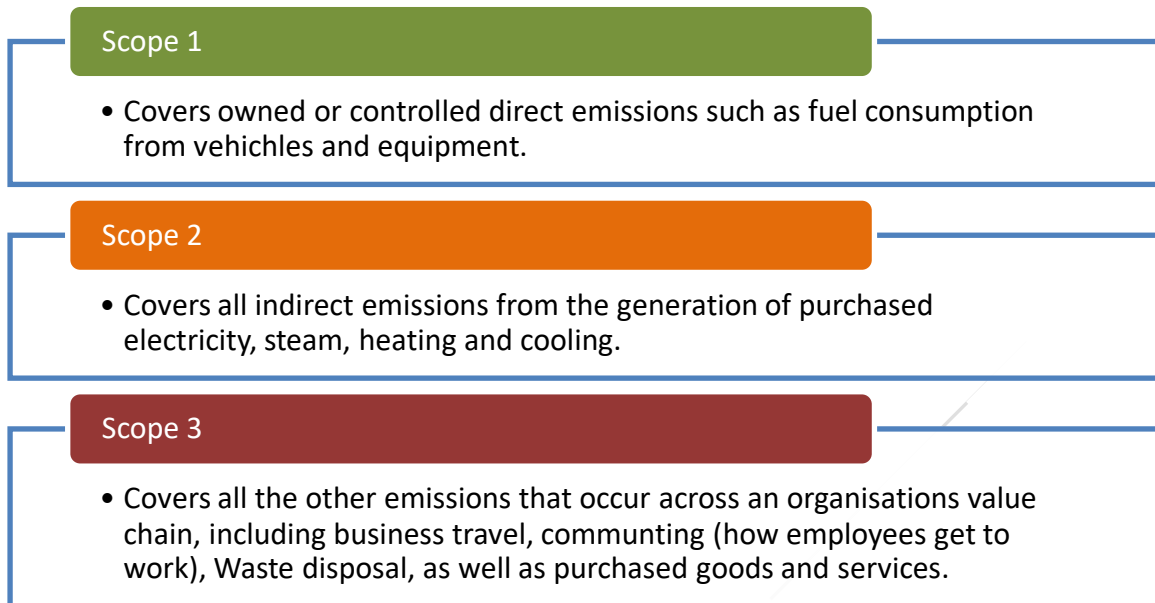 Scope 1
• Covers owned or controlled direct emissions such as fuel consumption
from vehichles and equipment.
Scope 2
• Covers all indirect emissions from the generation of purchased
electricity, steam, heating and cooling.
Scope 3
• Covers all the other emissions that occur across an organisations value
chain, including business travel, communting (how employees get to
work), Waste disposal, as well as purchased goods and services.